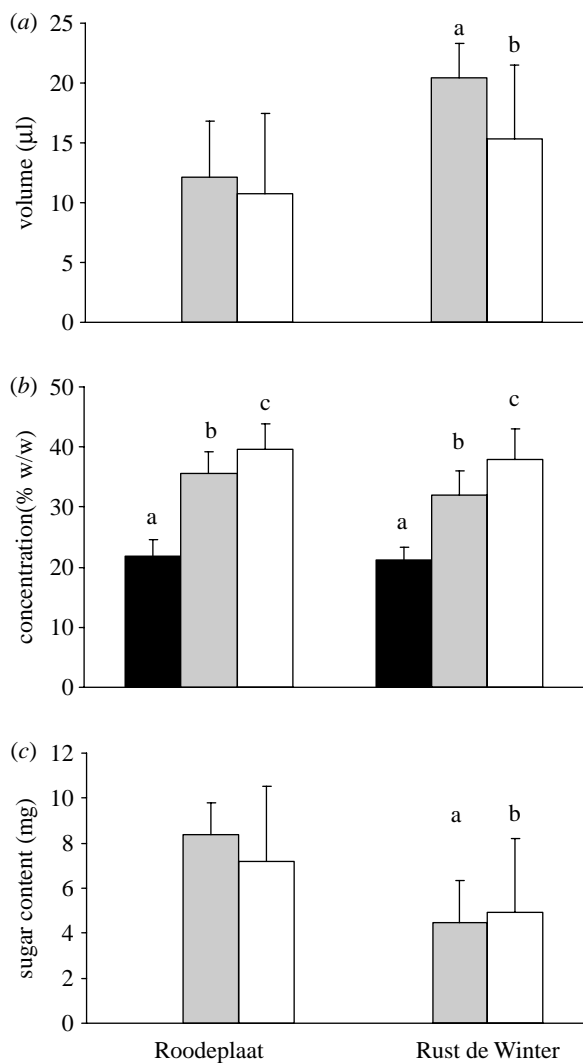 (a)
25
20
15
10
5
0
volume (µl)
a
b
(b)
50
40
30
20
10
0
concentration(% w/w)
a
b
c
a
b
c
(c)
12
10
8
6
4
2
0
sugar content (mg)
a
b
Roodeplaat
Rust de Winter